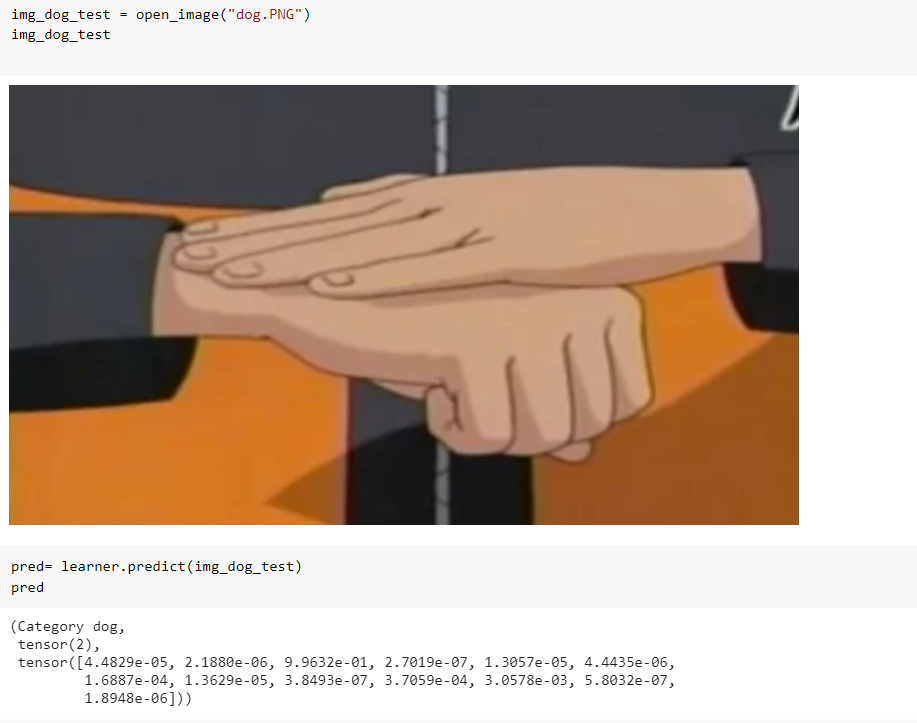 img_dog_test = open_image("dog.PNG")
img_dog_test
pred= learner.predict(img_dog_test)
pred
(Category dog,
 tensor(2),
 tensor([4.4829e-05, 2.1880e-06, 9.9632e-01, 2.7019e-07, 1.3057e-05, 4.4435e-06,
         1.6887e-04, 1.3629e-05, 3.8493e-07, 3.7059e-04, 3.0578e-03, 5.8032e-07,
         1.8948e-06]))